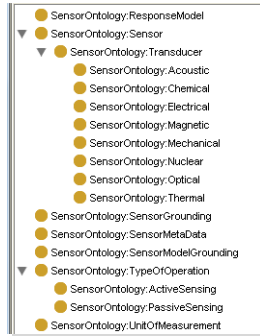 SensorOntology:ResponseModel
SensorOntology:Sensor
SensorOntology:Transducer
SensorOntology:Acoustic
SensorOntology:Chemical
SensorOntology:Electrical
SensorOntology:Magnetic
SensorOntology:Mechanical
SensorOntology:Nuclear
SensorOntology:Optical
SensorOntology:Thermal
SensorOntology:SensorGrounding
SensorOntology:SensorMetaData
SensorOntology:SensorModelGrounding
SensorOntology:TypeOfOperation
SensorOntology:ActiveSensing
SensorOntology:PassiveSensing
SensorOntology:UnitOfMeasurement